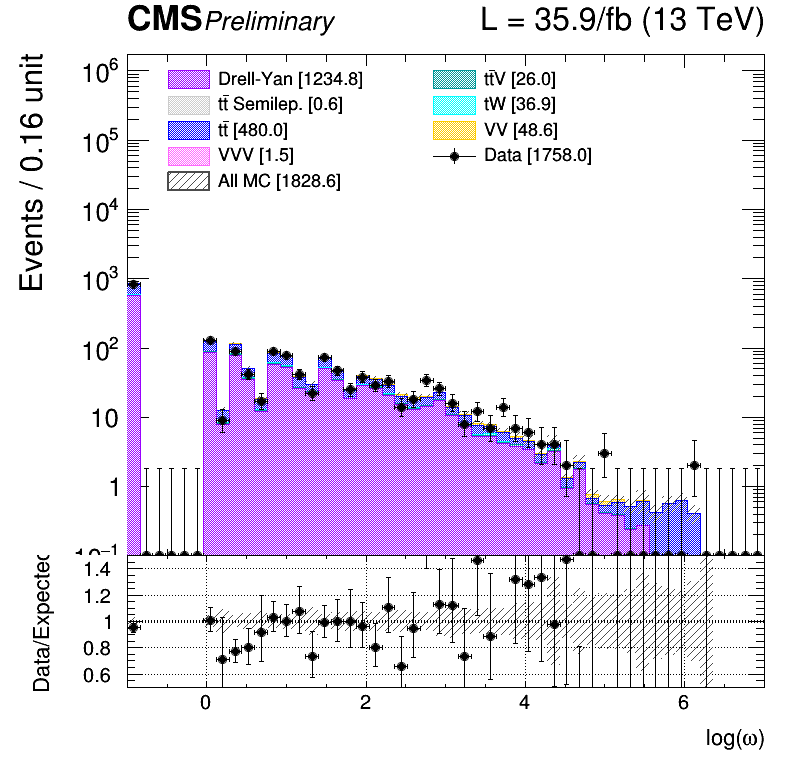 CMS Preliminary L = 35.9/fb (13 TeV)
Events / 0.16 unit
10⁶
10⁵
10⁴
10³
10²
10
1
10⁻¹
Drell-Yan [1234.8]
tt̄ Semilep. [0.6]
tt̄ [480.0]
VVV [1.5]
All MC [1828.6]
tt̄V [26.0]
tW [36.9]
VV [48.6]
Data [1758.0]
Data/Expected
1.4
1.2
1
0.8
0.6
0 2 4 6
log(ω)